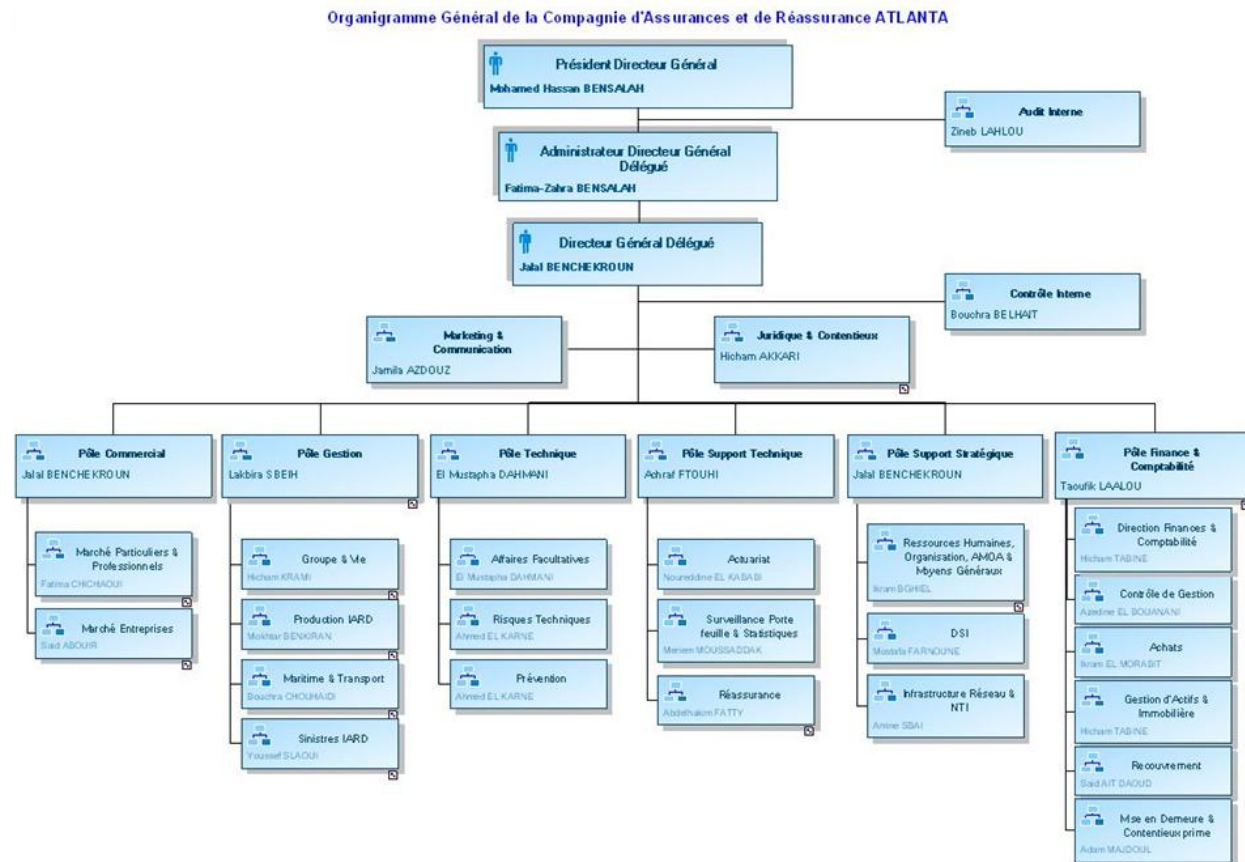 Organigramme Général de la Compagnie d'Assurances et de Réassurance ATLANTA
Président Directeur Général
Mohamed Hassan BENSALAH
Audit Interne
Zineb LAHLOU
Administrateur Directeur Général
Délégué
Fatima-Zahra BENSALAH
Directeur Général Délégué
Jalal BENCHEKROUN
Contrôle Interne
Bouchra BELHAIT
Marketing &
Communication
Jamila AZDOUZ
Juridique & Contentieux
Hicham AKKARI
Pôle Commercial
Jalal BENCHEKROUN
Marché Particuliers &
Professionnels
Fatima CHICHAOUI
Marché Entreprises
Said ABOUIR
Pôle Gestion
Lakbira SBEIH
Groupe & Vie
Hicham KRAMI
Production IARD
Mokhtar BENKIRAN
Maritime & Transport
Bouchra CHOUHAIDI
Sinistres IARD
Youssef SLAOUI
Pôle Technique
El Mustapha DAHMANI
Affaires Facultatives
El Mustapha DAHMANI
Risques Techniques
Ahmed EL KARNE
Prévention
Ahmed EL KARNE
Pôle Support Technique
Achraf FTOUHI
Actuariat
Noureddine EL KABABI
Surveillance Porte
feuille & Statistiques
Meriem MOUSSADDAK
Réassurance
Abdelhakim FATTY
Pôle Support Stratégique
Jalal BENCHEKROUN
Ressources Humaines,
Organisation, AMOA &
Moyens Généraux
Ikram BGHIEL
DSI
Mustafa FARNOUNE
Infrastructure Réseau &
NTI
Amine SBAI
Pôle Finance &
Comptabilité
Taoufik LAALOU
Direction Finances &
Comptabilité
Hicham TABINE
Contrôle de Gestion
Azedine EL BOUANANI
Achats
Ikram EL MORABIT
Gestion d'Actifs &
Immobilière
Hicham TABINE
Recouvrement
Said AIT DAOUD
Mise en Demeure &
Contentieux prime
Adam MAJDOUL